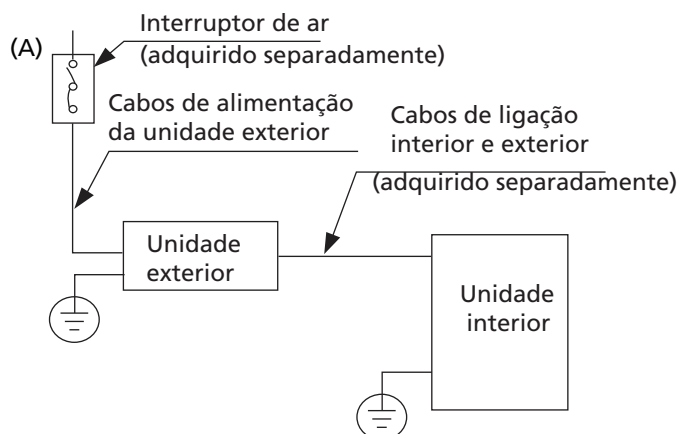 (A)
Interruptor de ar
(adquirido separadamente)
Cabos de alimentação
da unidade exterior
Cabos de ligação
interior e exterior
(adquirido separadamente)
Unidade
exterior
Unidade
interior